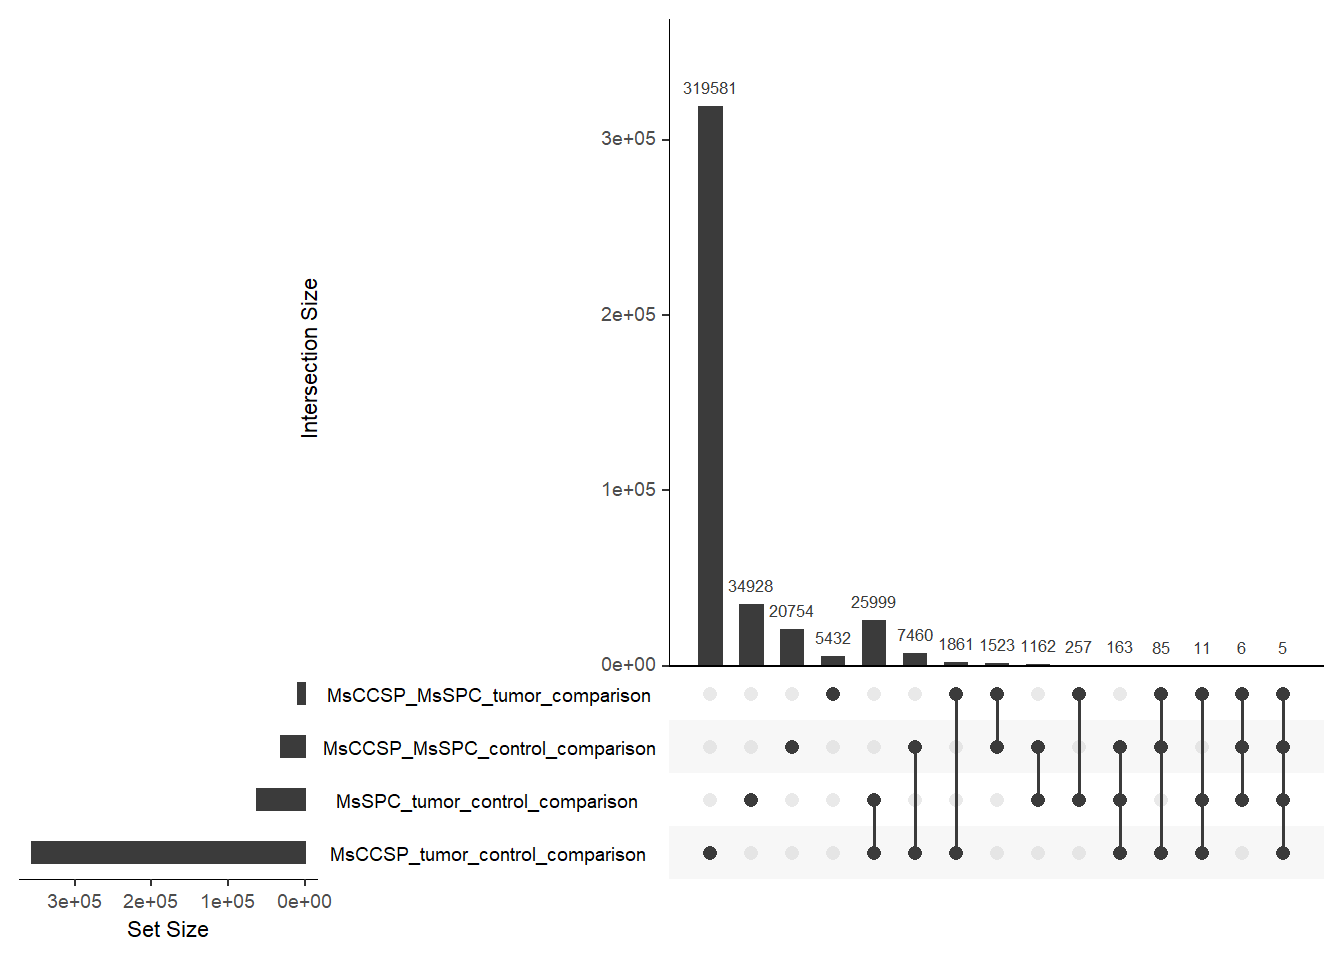 319581
3e+05
2e+05
Intersection Size
1e+05
34928
25999
20754
5432
7460
1861
1523
1162
257
163
85
11
6
5
0e+00
MsCCSP_MsSPC_tumor_comparison
MsCCSP_MsSPC_control_comparison
MsSPC_tumor_control_comparison
MsCCSP_tumor_control_comparison
3e+05 2e+05 1e+05 0e+00
Set Size